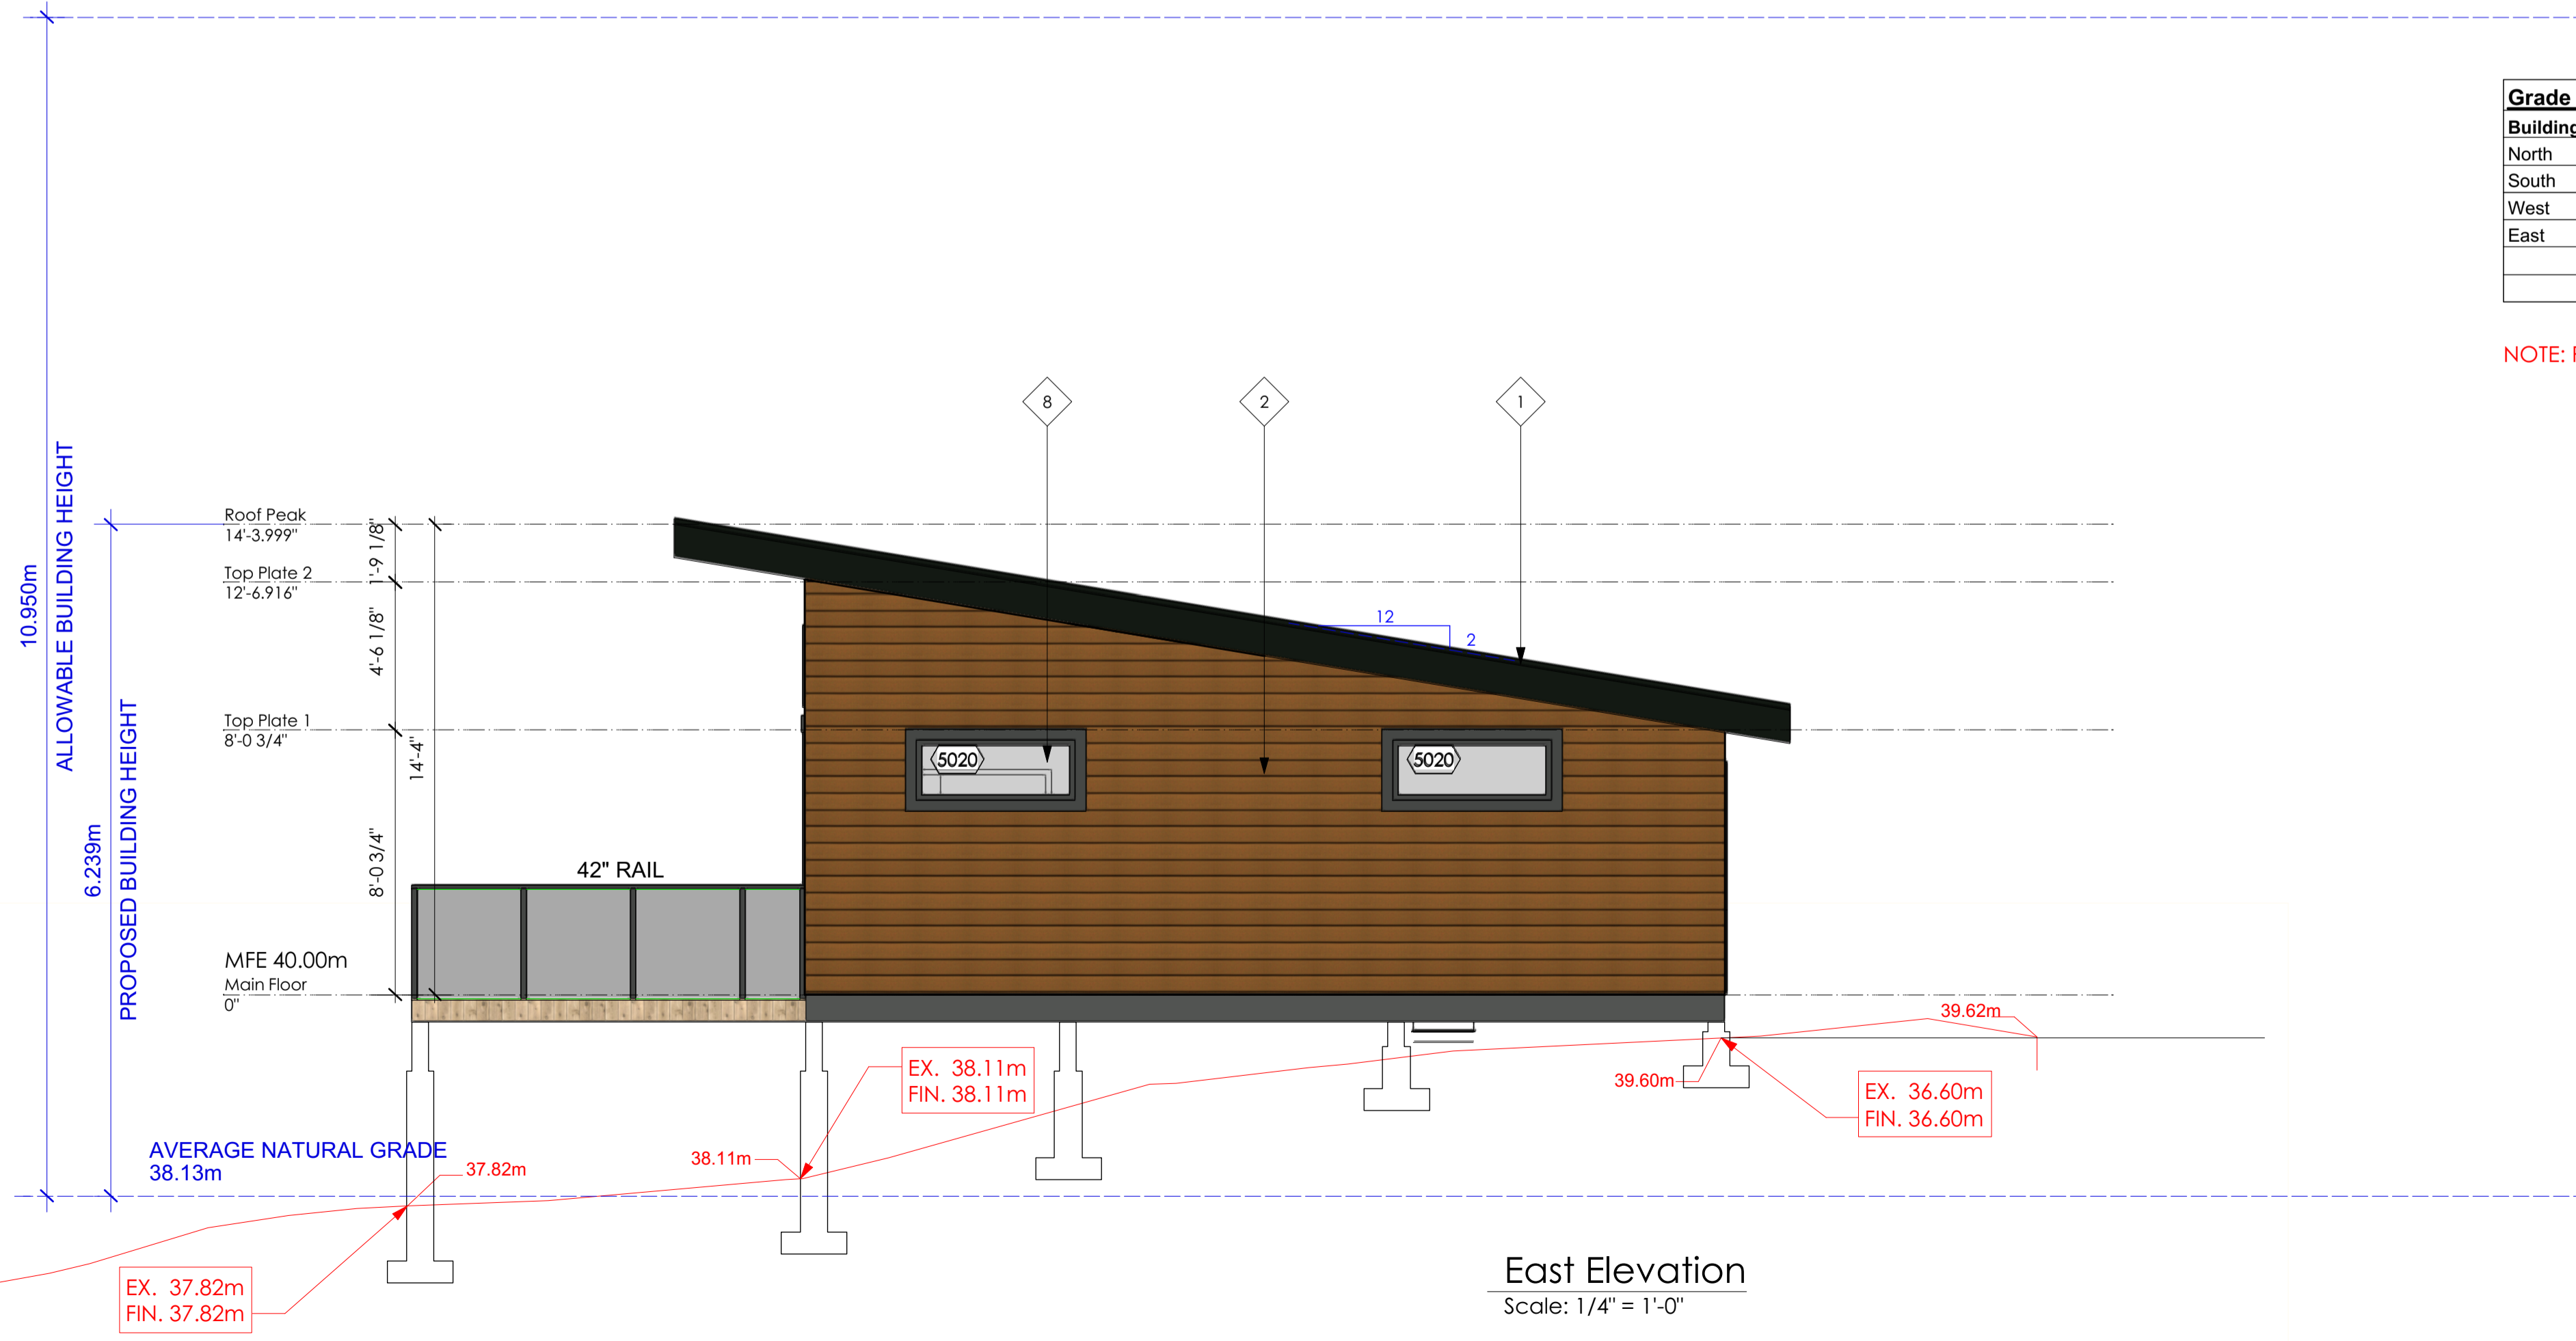 Grade
Building
North
South
West
East
NOTE:
8
2
1
10.950m
ALLOWABLE BUILDING HEIGHT
6.239m
PROPOSED BUILDING HEIGHT
Roof Peak
14'-3.999"
1'-9 1/8"
Top Plate 2
12'-6.916"
4'-6 1/8"
12
2
Top Plate 1
8'-0 3/4"
14'-4"
5020
5020
8'-0 3/4"
42" RAIL
MFE 40.00m
Main Floor
0"
39.62m
EX. 38.11m
FIN. 38.11m
39.60m
EX. 36.60m
FIN. 36.60m
AVERAGE NATURAL GRADE
38.13m
38.11m
37.82m
EX. 37.82m
FIN. 37.82m
East Elevation
Scale: 1/4" = 1'-0"